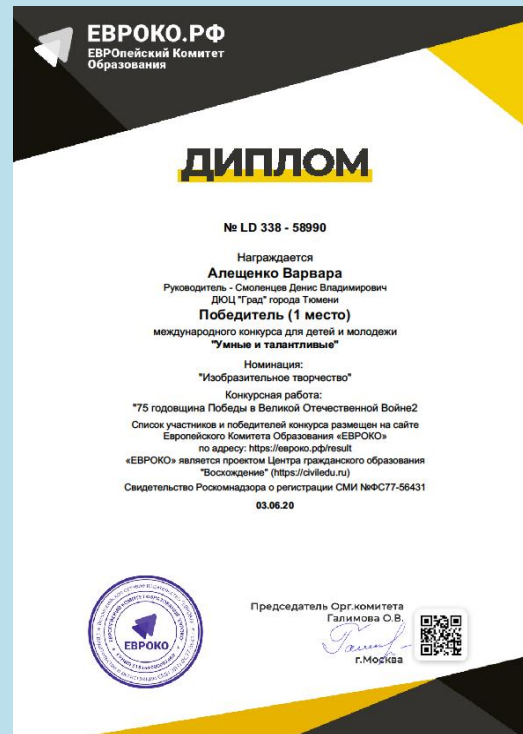 ЕВРОКО.РФ
ЕВРОпейский Комитет
Образования
ДИПЛОМ
№ LD 338 - 58990
Награждается
Алещенко Варвара
Руководитель - Смоленцев Денис Владимирович
ДЮЦ "Град" города Тюмени
Победитель (1 место)
международного конкурса для детей и молодежи
"Умные и талантливые"
Номинация:
"Изобразительное творчество"
Конкурсная работа:
"75 годовщина Победы в Великой Отечественной Войне2
Список участников и победителей конкурса размещен на сайте
Европейского Комитета Образования «ЕВРОКО»
по адресу: https://евроко.рф/result
«ЕВРОКО» является проектом Центра гражданского образования
"Восхождение" (https://civiledu.ru)
Свидетельство Роскомнадзора о регистрации СМИ №ФС77-56431
03.06.20
Председатель Орг.комитета
Галимова О.В.
г.Москва
ЕВРОКО